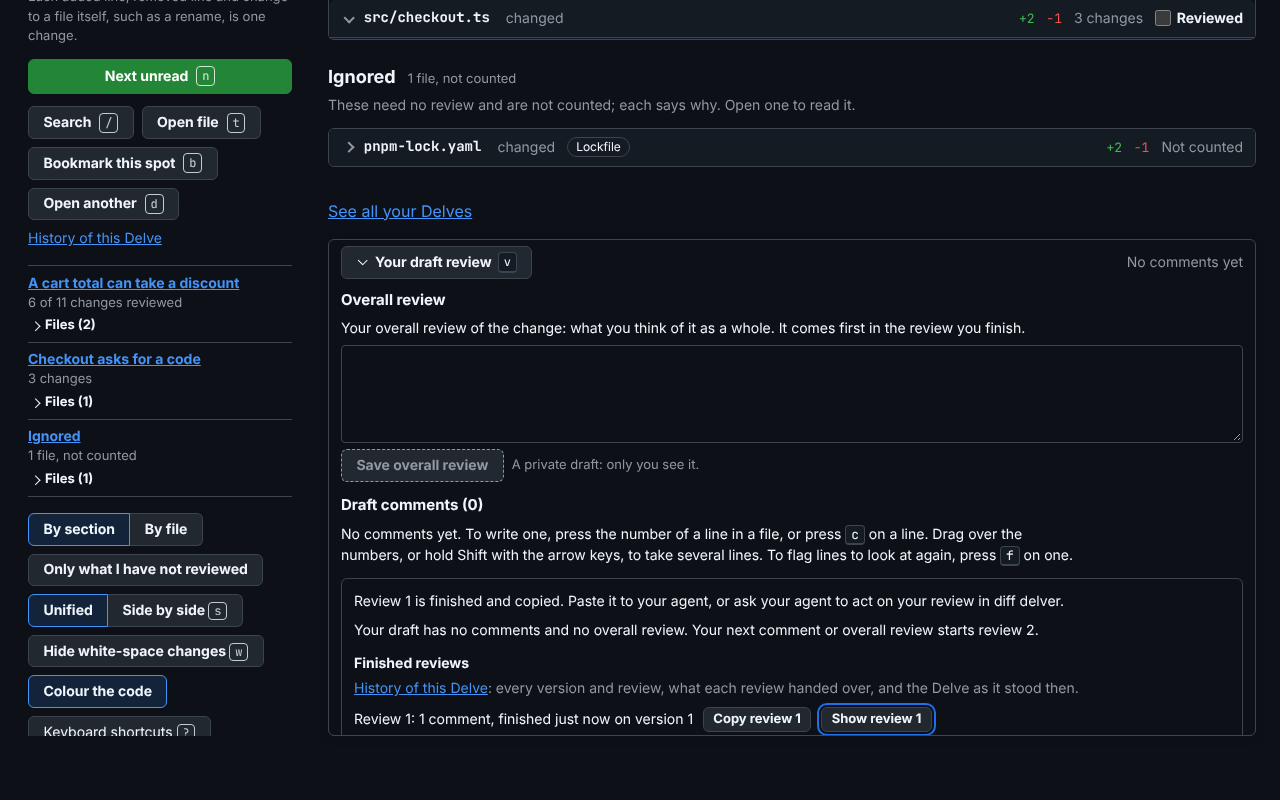 to a file itself, such as a rename, is one
change.
Next unread n
Search /
Open file t
Bookmark this spot b
Open another d
History of this Delve
A cart total can take a discount
6 of 11 changes reviewed
Files (2)
Checkout asks for a code
3 changes
Files (1)
Ignored
1 file, not counted
Files (1)
By section
By file
Only what I have not reviewed
Unified
Side by side s
Hide white-space changes w
Colour the code
Keyboard shortcuts ?
src/checkout.ts changed +2 -1 3 changes Reviewed
Ignored 1 file, not counted
These need no review and are not counted; each says why. Open one to read it.
pnpm-lock.yaml changed Lockfile +2 -1 Not counted
See all your Delves
Your draft review v No comments yet
Overall review
Your overall review of the change: what you think of it as a whole. It comes first in the review you finish.
Save overall review A private draft: only you see it.
Draft comments (0)
No comments yet. To write one, press the number of a line in a file, or press c on a line. Drag over the
numbers, or hold Shift with the arrow keys, to take several lines. To flag lines to look at again, press f on one.
Review 1 is finished and copied. Paste it to your agent, or ask your agent to act on your review in diff delver.
Your draft has no comments and no overall review. Your next comment or overall review starts review 2.
Finished reviews
History of this Delve: every version and review, what each review handed over, and the Delve as it stood then.
Review 1: 1 comment, finished just now on version 1 Copy review 1 Show review 1